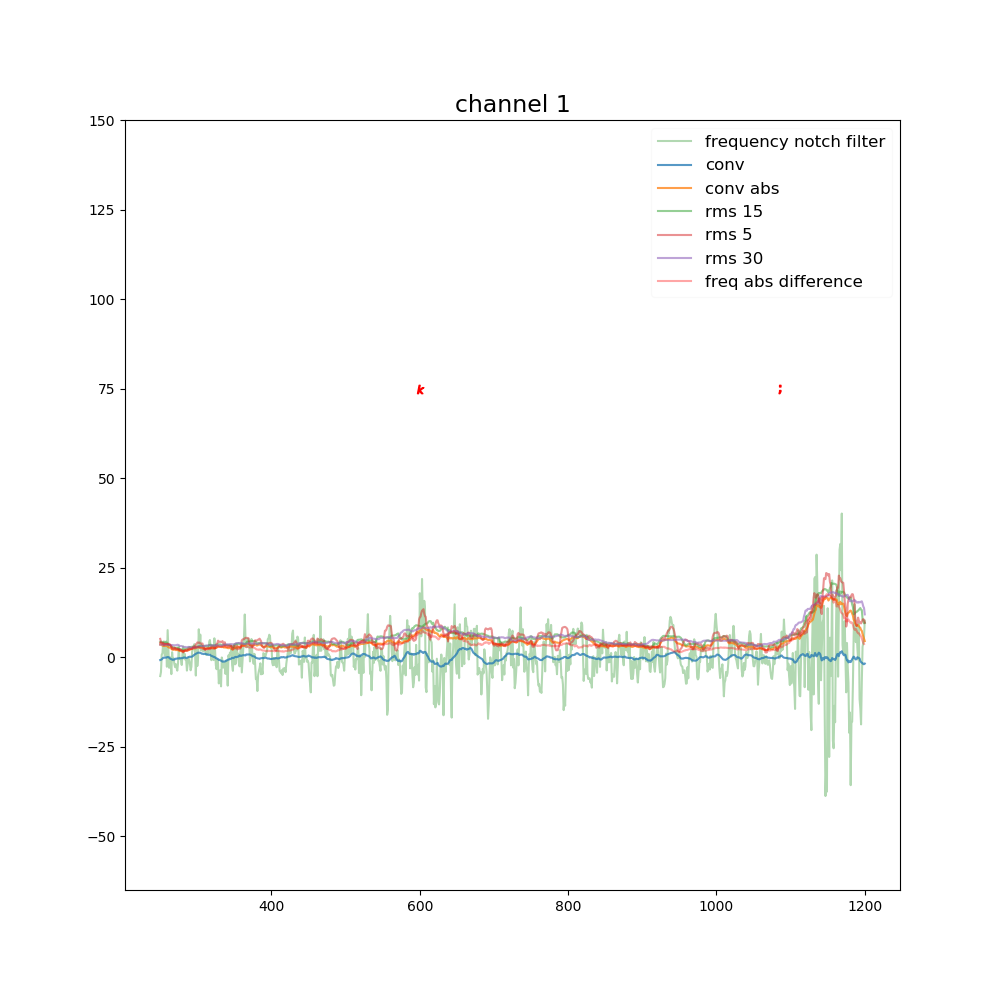 channel 1
150
125
100
75
50
25
0
−25
−50
400
600
800
1000
1200
frequency notch filter
conv
conv abs
rms 15
rms 5
rms 30
freq abs difference
k
;